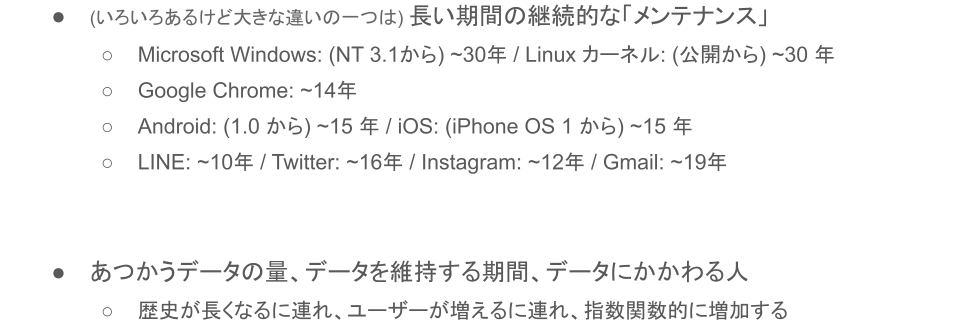 ● (いろいろあるけど大きな違いの一つは) 長い期間の継続的な「メンテナンス」
○ Microsoft Windows: (NT 3.1から) ~30年 / Linux カーネル: (公開から) ~30 年
○ Google Chrome: ~14年
○ Android: (1.0 から) ~15 年 / iOS: (iPhone OS 1 から) ~15 年
○ LINE: ~10年 / Twitter: ~16年 / Instagram: ~12年 / Gmail: ~19年
● あつかうデータの量、データを維持する期間、データにかかわる人
○ 歴史が長くなるに連れ、ユーザーが増えるに連れ、指数関数的に増加する